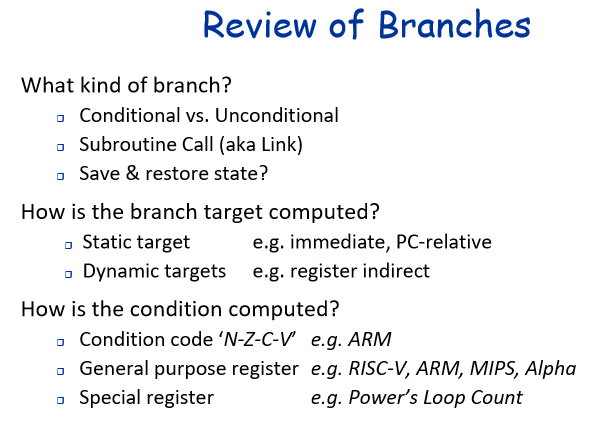 Review of Branches
What kind of branch?
Conditional vs. Unconditional
Subroutine Call (aka Link)
Save & restore state?
How is the branch target computed?
Static target e.g. immediate, PC-relative
Dynamic targets e.g. register indirect
How is the condition computed?
Condition code ‘N-Z-C-V’ e.g. ARM
General purpose register e.g. RISC-V, ARM, MIPS, Alpha
Special register e.g. Power’s Loop Count